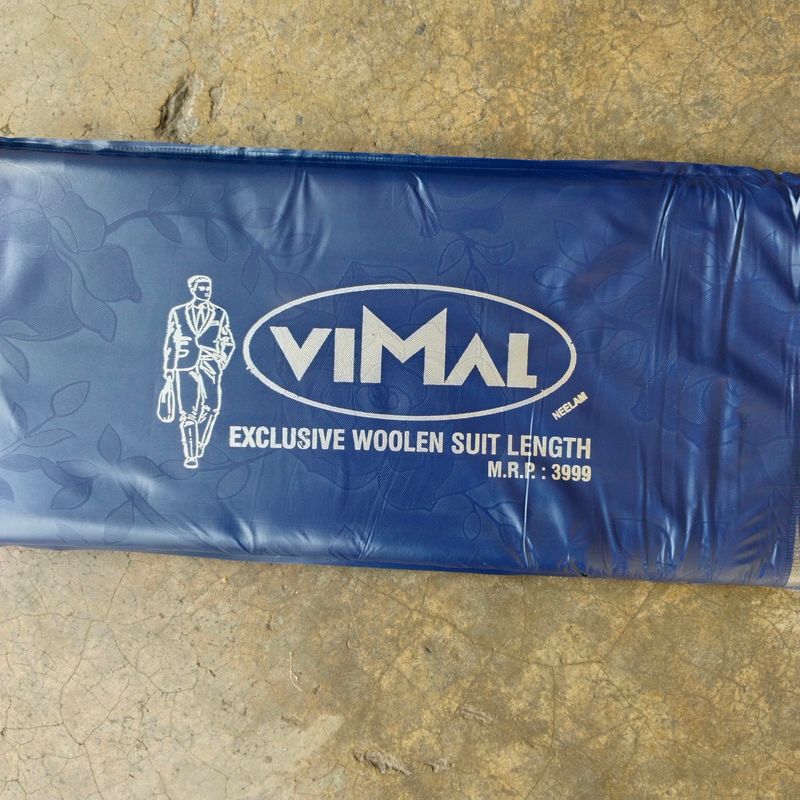 VIMAL
NEELAM
EXCLUSIVE WOOLEN SUIT LENGTH
M.R.P. : 3999